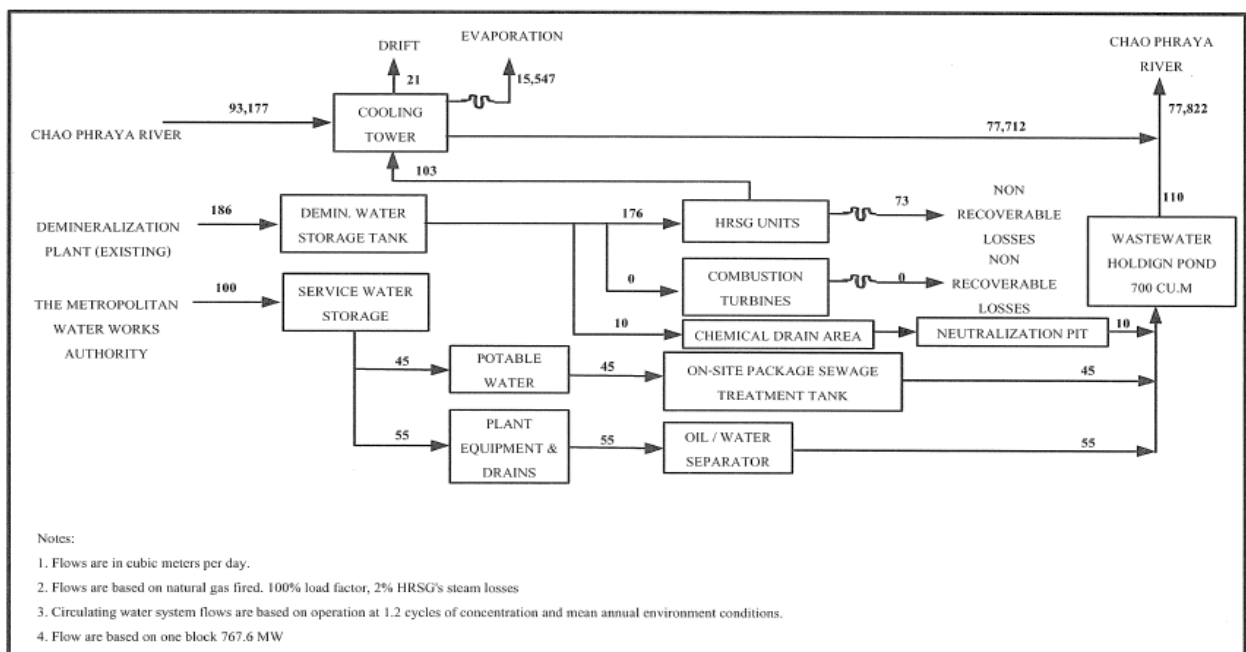 EVAPORATION
DRIFT
21
15,547
CHAO PHRAYA
RIVER
93,177
COOLING
TOWER
77,822
CHAO PHRAYA RIVER
77,712
103
186
DEMIN. WATER
STORAGE TANK
176
HRSG UNITS
73
NON
RECOVERABLE
LOSSES
110
DEMINERALIZATION
PLANT (EXISTING)
WASTEWATER
HOLDIGN POND
700 CU.M
100
SERVICE WATER
STORAGE
0
COMBUSTION
TURBINES
0
NON
RECOVERABLE
LOSSES
THE METROPOLITAN
WATER WORKS
AUTHORITY
10
CHEMICAL DRAIN AREA
NEUTRALIZATION PIT
10
45
POTABLE
WATER
45
ON-SITE PACKAGE SEWAGE
TREATMENT TANK
45
55
PLANT
EQUIPMENT &
DRAINS
55
OIL / WATER
SEPARATOR
55
Notes:
1. Flows are in cubic meters per day.
2. Flows are based on natural gas fired. 100% load factor, 2% HRSG's steam losses
3. Circulating water system flows are based on operation at 1.2 cycles of concentration and mean annual environment conditions.
4. Flow are based on one block 767.6 MW